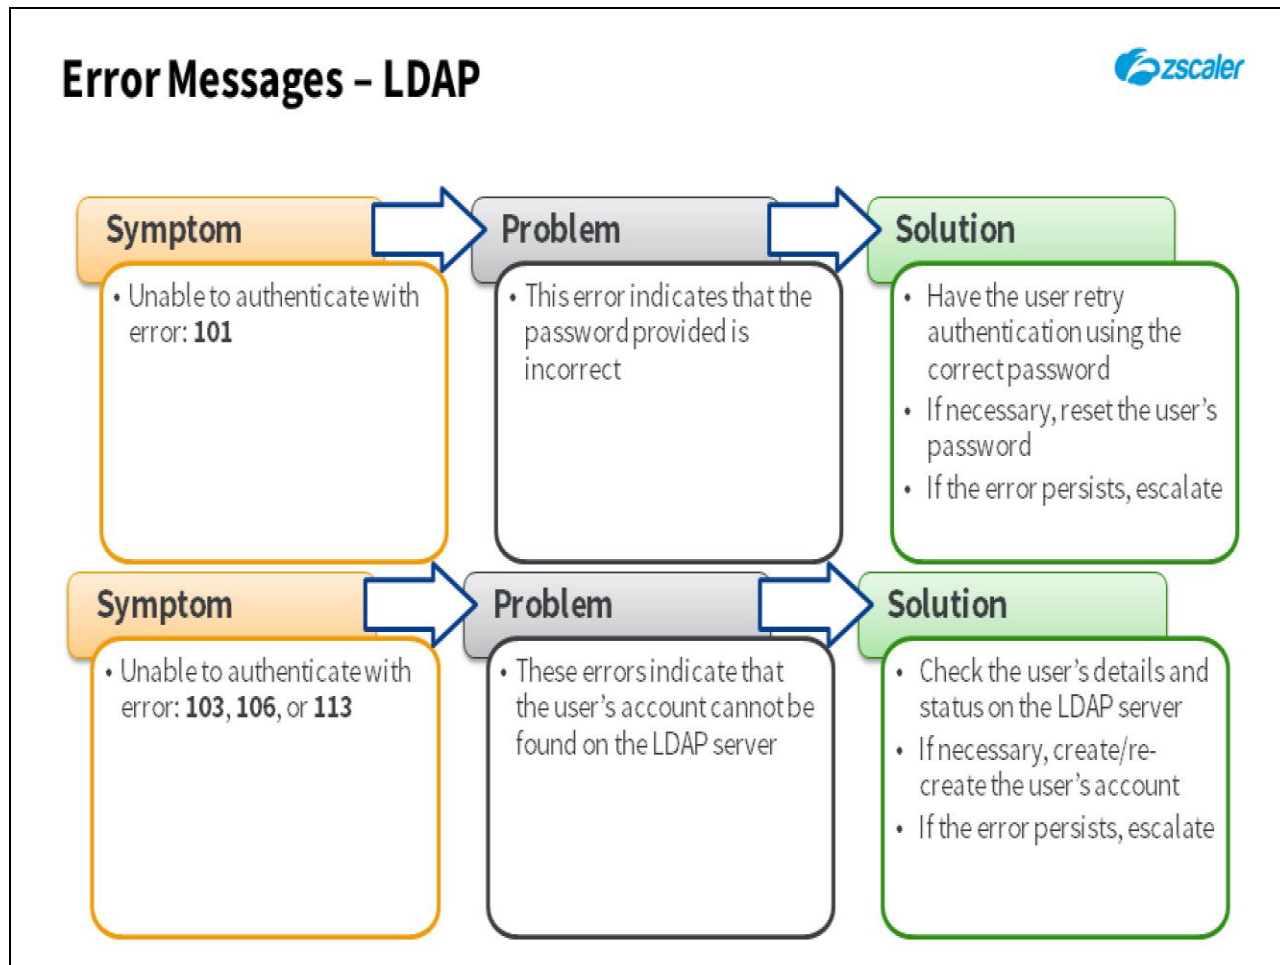 Error Messages – LDAP
zscaler
Symptom
Problem
Solution
• Unable to authenticate with
error: 101
• This error indicates that the
password provided is
incorrect
• Have the user retry
authentication using the
correct password
• If necessary, reset the user’s
password
• If the error persists, escalate
Symptom
Problem
Solution
• Unable to authenticate with
error: 103, 106, or 113
• These errors indicate that
the user’s account cannot be
found on the LDAP server
• Check the user’s details and
status on the LDAP server
• If necessary, create/re-
create the user’s account
• If the error persists, escalate